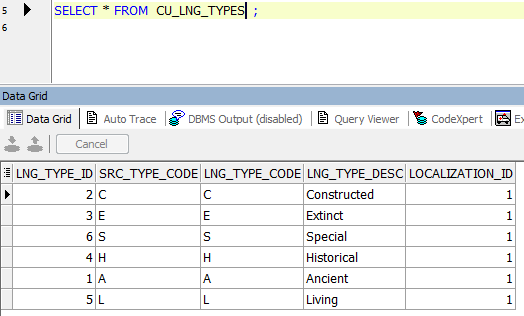 5 SELECT * FROM CU_LNG_TYPES ;
6
Data Grid
Data Grid Auto Trace DBMS Output (disabled) Query Viewer CodeXpert Ex
Cancel
LNG_TYPE_ID SRC_TYPE_CODE LNG_TYPE_CODE LNG_TYPE_DESC LOCALIZATION_ID
2 C C Constructed 1
3 E E Extinct 1
6 S S Special 1
4 H H Historical 1
1 A A Ancient 1
5 L L Living 1